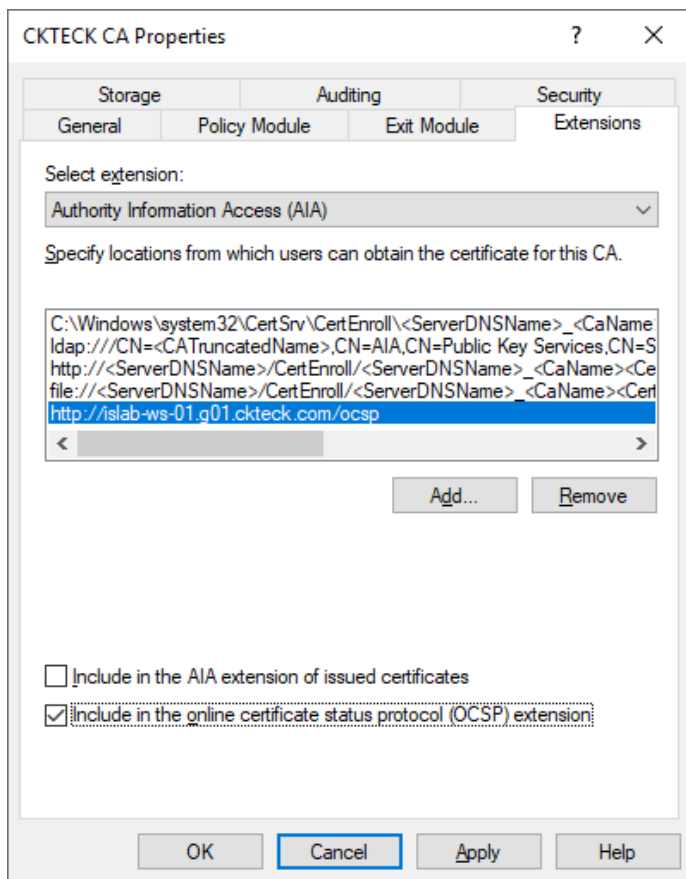 CKTECK CA Properties ?
Storage Auditing Security
General Policy Module Exit Module Extensions
Select extension:
Authority Information Access (AIA)
Specify locations from which users can obtain the certificate for this CA.
C:\Windows\system32\CertSrv\CertEnroll\<ServerDNSName>_<CaName>
ldap:///CN=<CATruncatedName>,CN=AIA,CN=Public Key Services,CN=S
http://<ServerDNSName>/CertEnroll/<ServerDNSName>_<CaName><Ce
file://<ServerDNSName>/CertEnroll/<ServerDNSName>_<CaName><Cert
http://islab-ws-01.g01.ckteck.com/ocsp
Add... Remove
Include in the AIA extension of issued certificates
Include in the online certificate status protocol (OCSP) extension
OK Cancel Apply Help